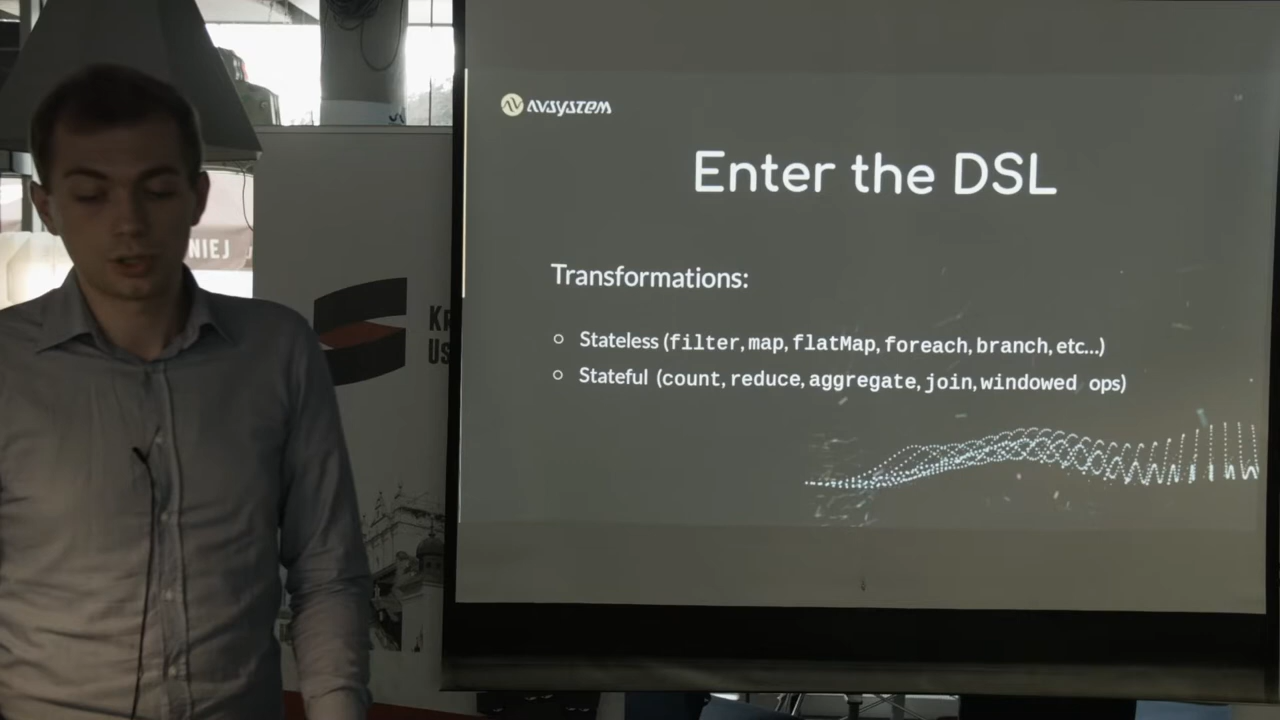 AVSYSTEM
Enter the DSL
NIEJ
Transformations:
Stateless (filter, map, flatMap, foreach, branch, etc...)
Stateful (count, reduce, aggregate, join, windowed ops)